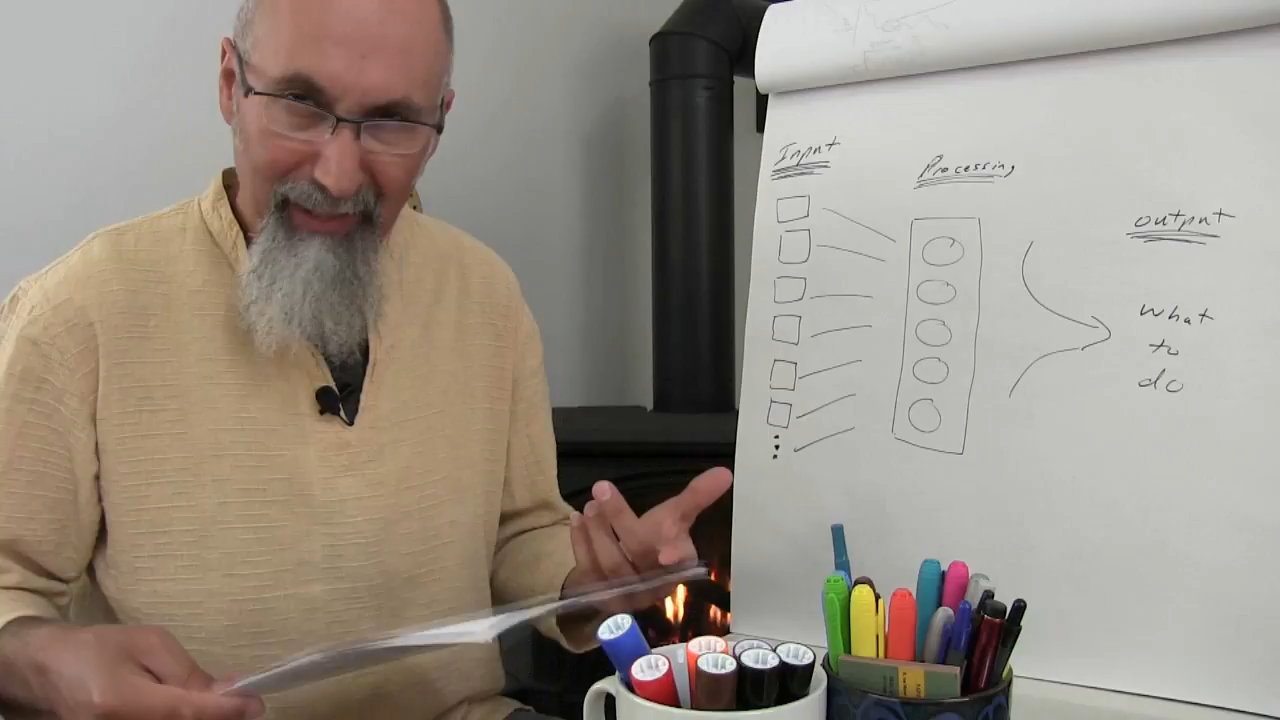 Input
Processing
output
what
to
do